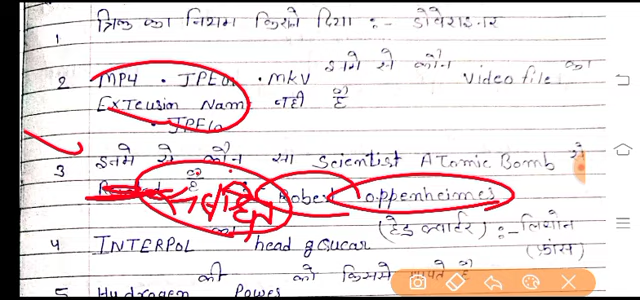 1 त्रिक का नियम किसने दिया :- डोबेराइनर
2 MP4 · JPEG · MKV इनमे से कौन video file का
Extension Name नही है
· JPEG
3 इनमे से कौन सा Scientist Atomic Bomb से
है Robert oppenheimer
4 INTERPOL का head Quar (हेड क्वार्टर) :- लियोन
(फ्रांस)
5 Hydrogen की Power को किसमे मापते है